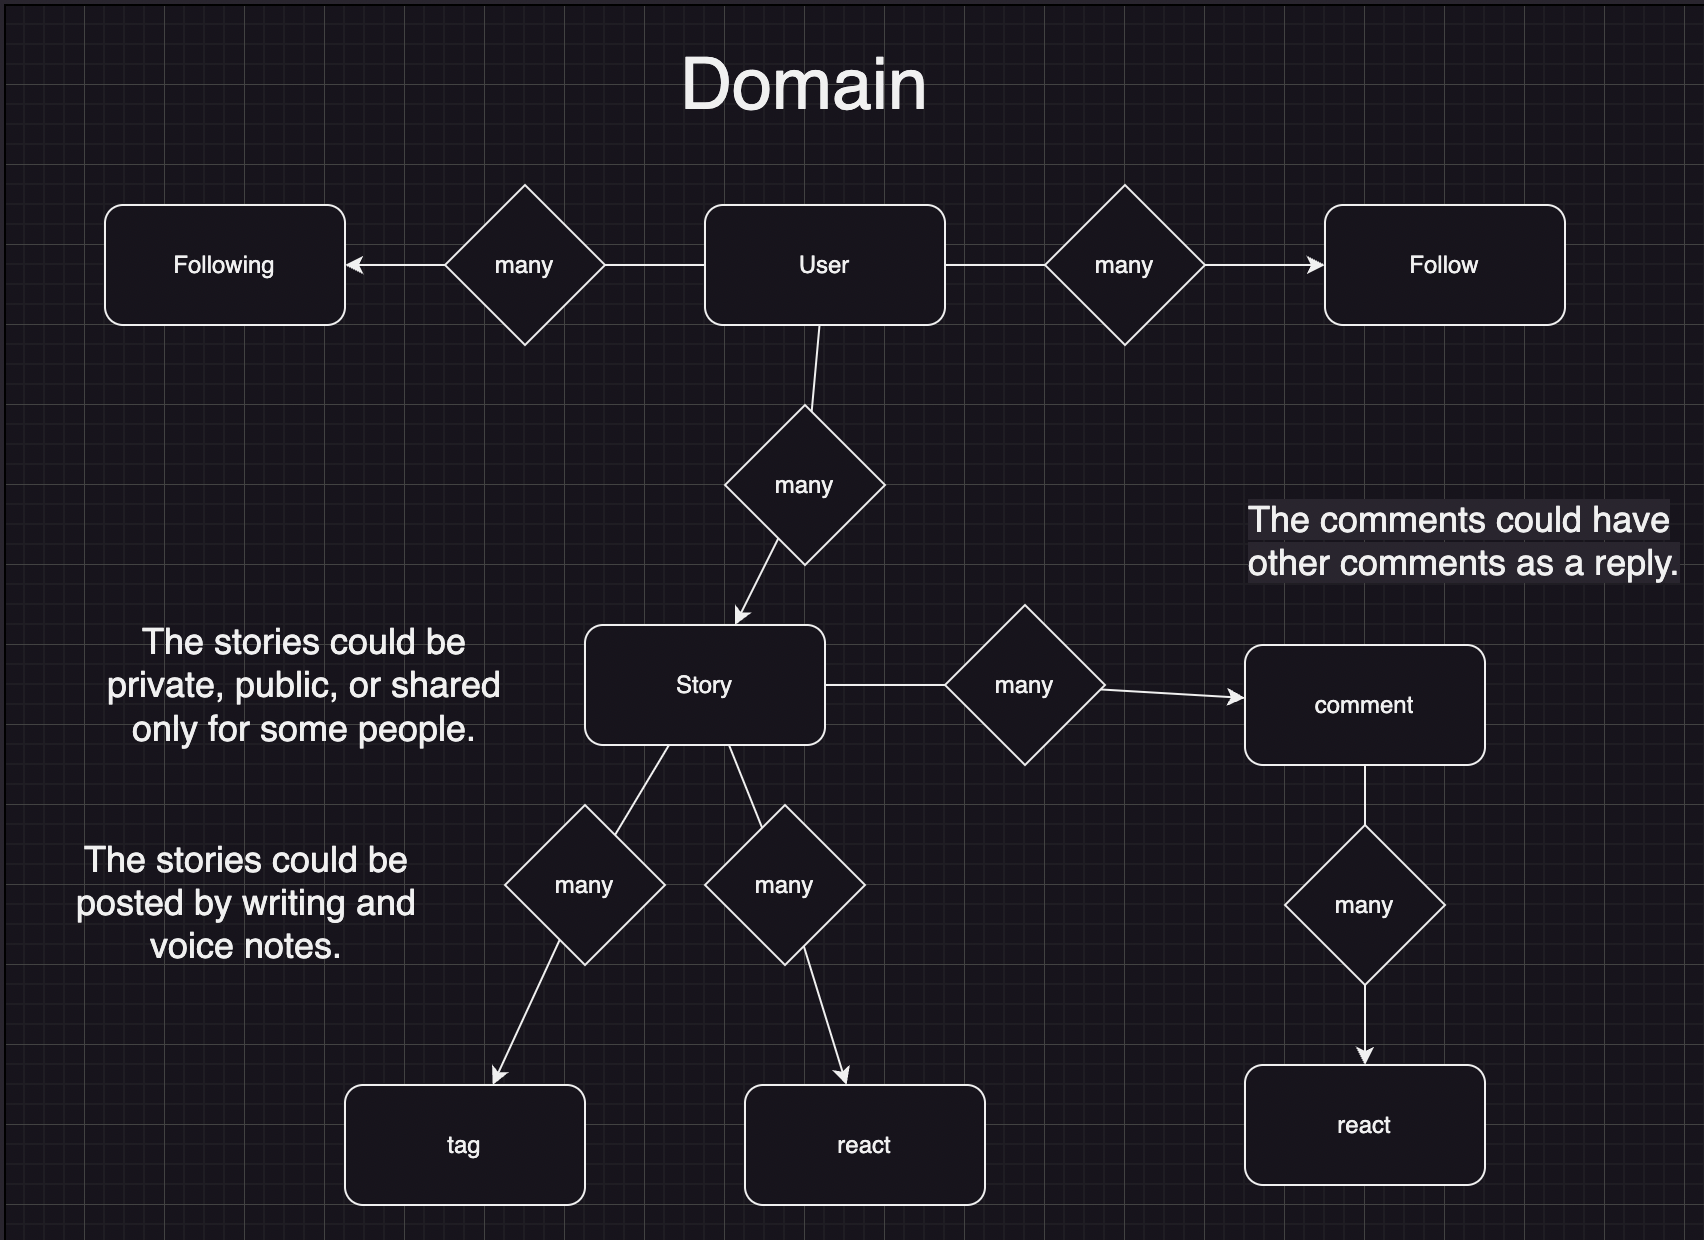 Domain
Following
many
User
many
Follow
many
The comments could have
other comments as a reply.
The stories could be
private, public, or shared
only for some people.
Story
many
comment
The stories could be
posted by writing and
voice notes.
many
many
many
tag
react
react